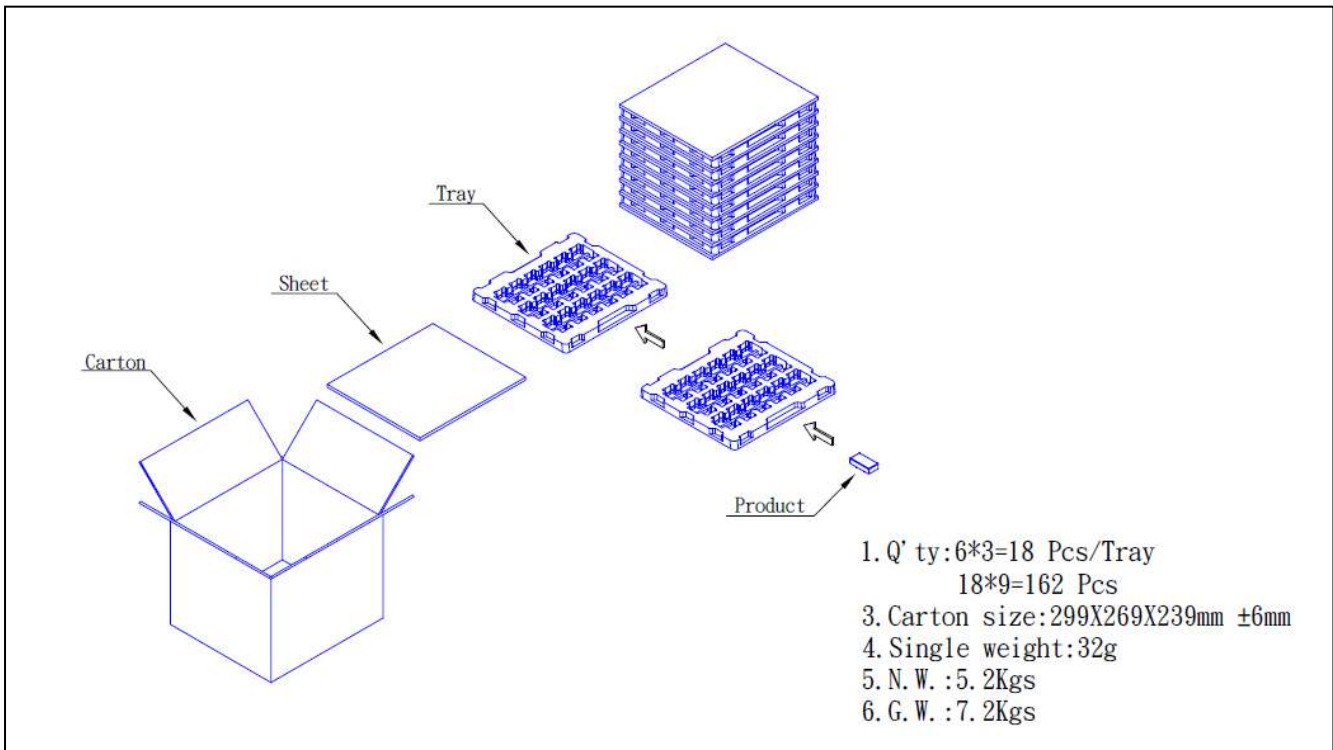 Tray
Sheet
Carton
Product
1.Q'ty:6*3=18 Pcs/Tray
18*9=162 Pcs
3.Carton size:299X269X239mm ±6mm
4.Single weight:32g
5.N.W.:5.2Kgs
6.G.W.:7.2Kgs